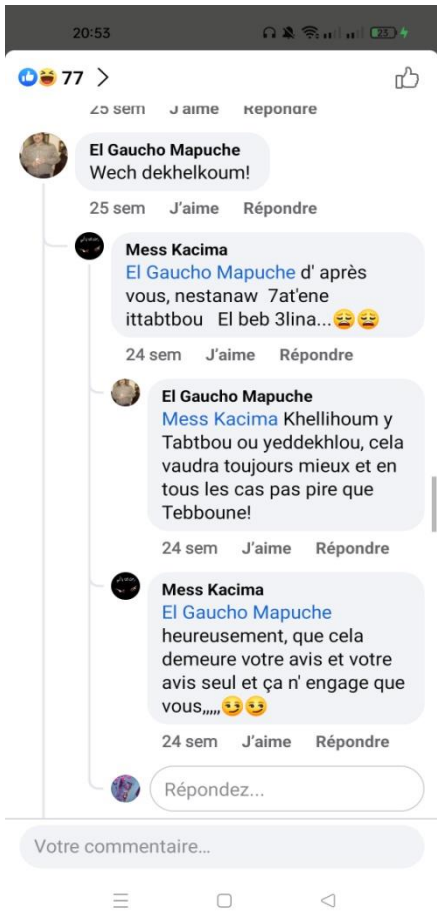 20:53
23
77 >
25 sem J'aime Répondre
El Gaucho Mapuche
Wech dekhelkoum!
25 sem J'aime Répondre
Mess Kacima
El Gaucho Mapuche d' après
vous, nestanaw 7at'ene
ittabtbou El beb 3lina...😩😩
24 sem J'aime Répondre
El Gaucho Mapuche
Mess Kacima Khellihoum y
Tabtbou ou yeddekhlou, cela
vaudra toujours mieux et en
tous les cas pas pire que
Tebboune!
24 sem J'aime Répondre
Mess Kacima
El Gaucho Mapuche
heureusement, que cela
demeure votre avis et votre
avis seul et ça n' engage que
vous,,,,,😏😏
24 sem J'aime Répondre
Répondez...
Votre commentaire...